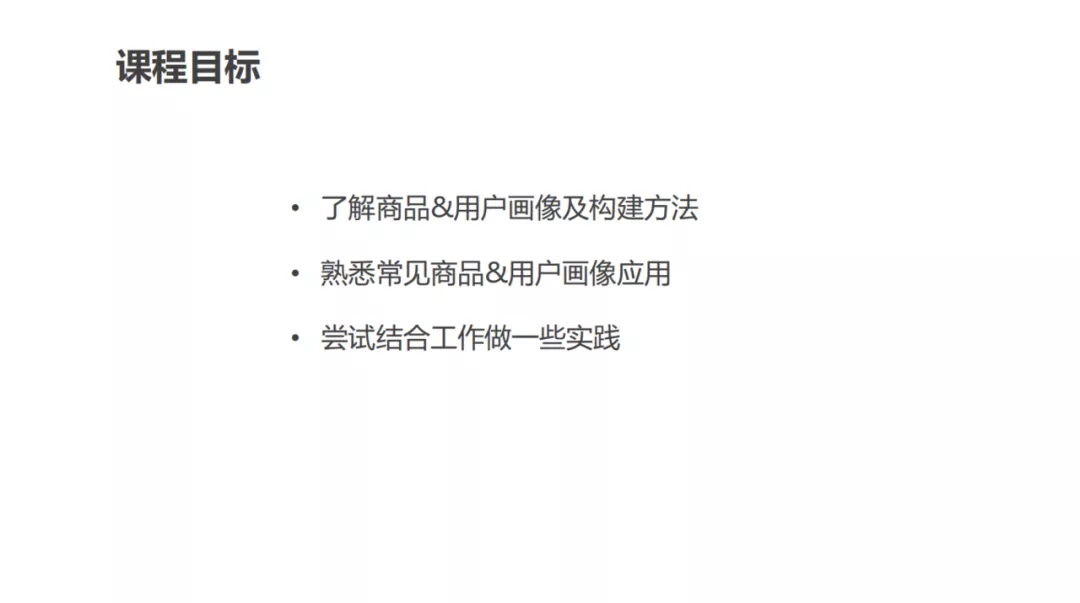 课程目标
• 了解商品&用户画像及构建方法
• 熟悉常见商品&用户画像应用
• 尝试结合工作做一些实践